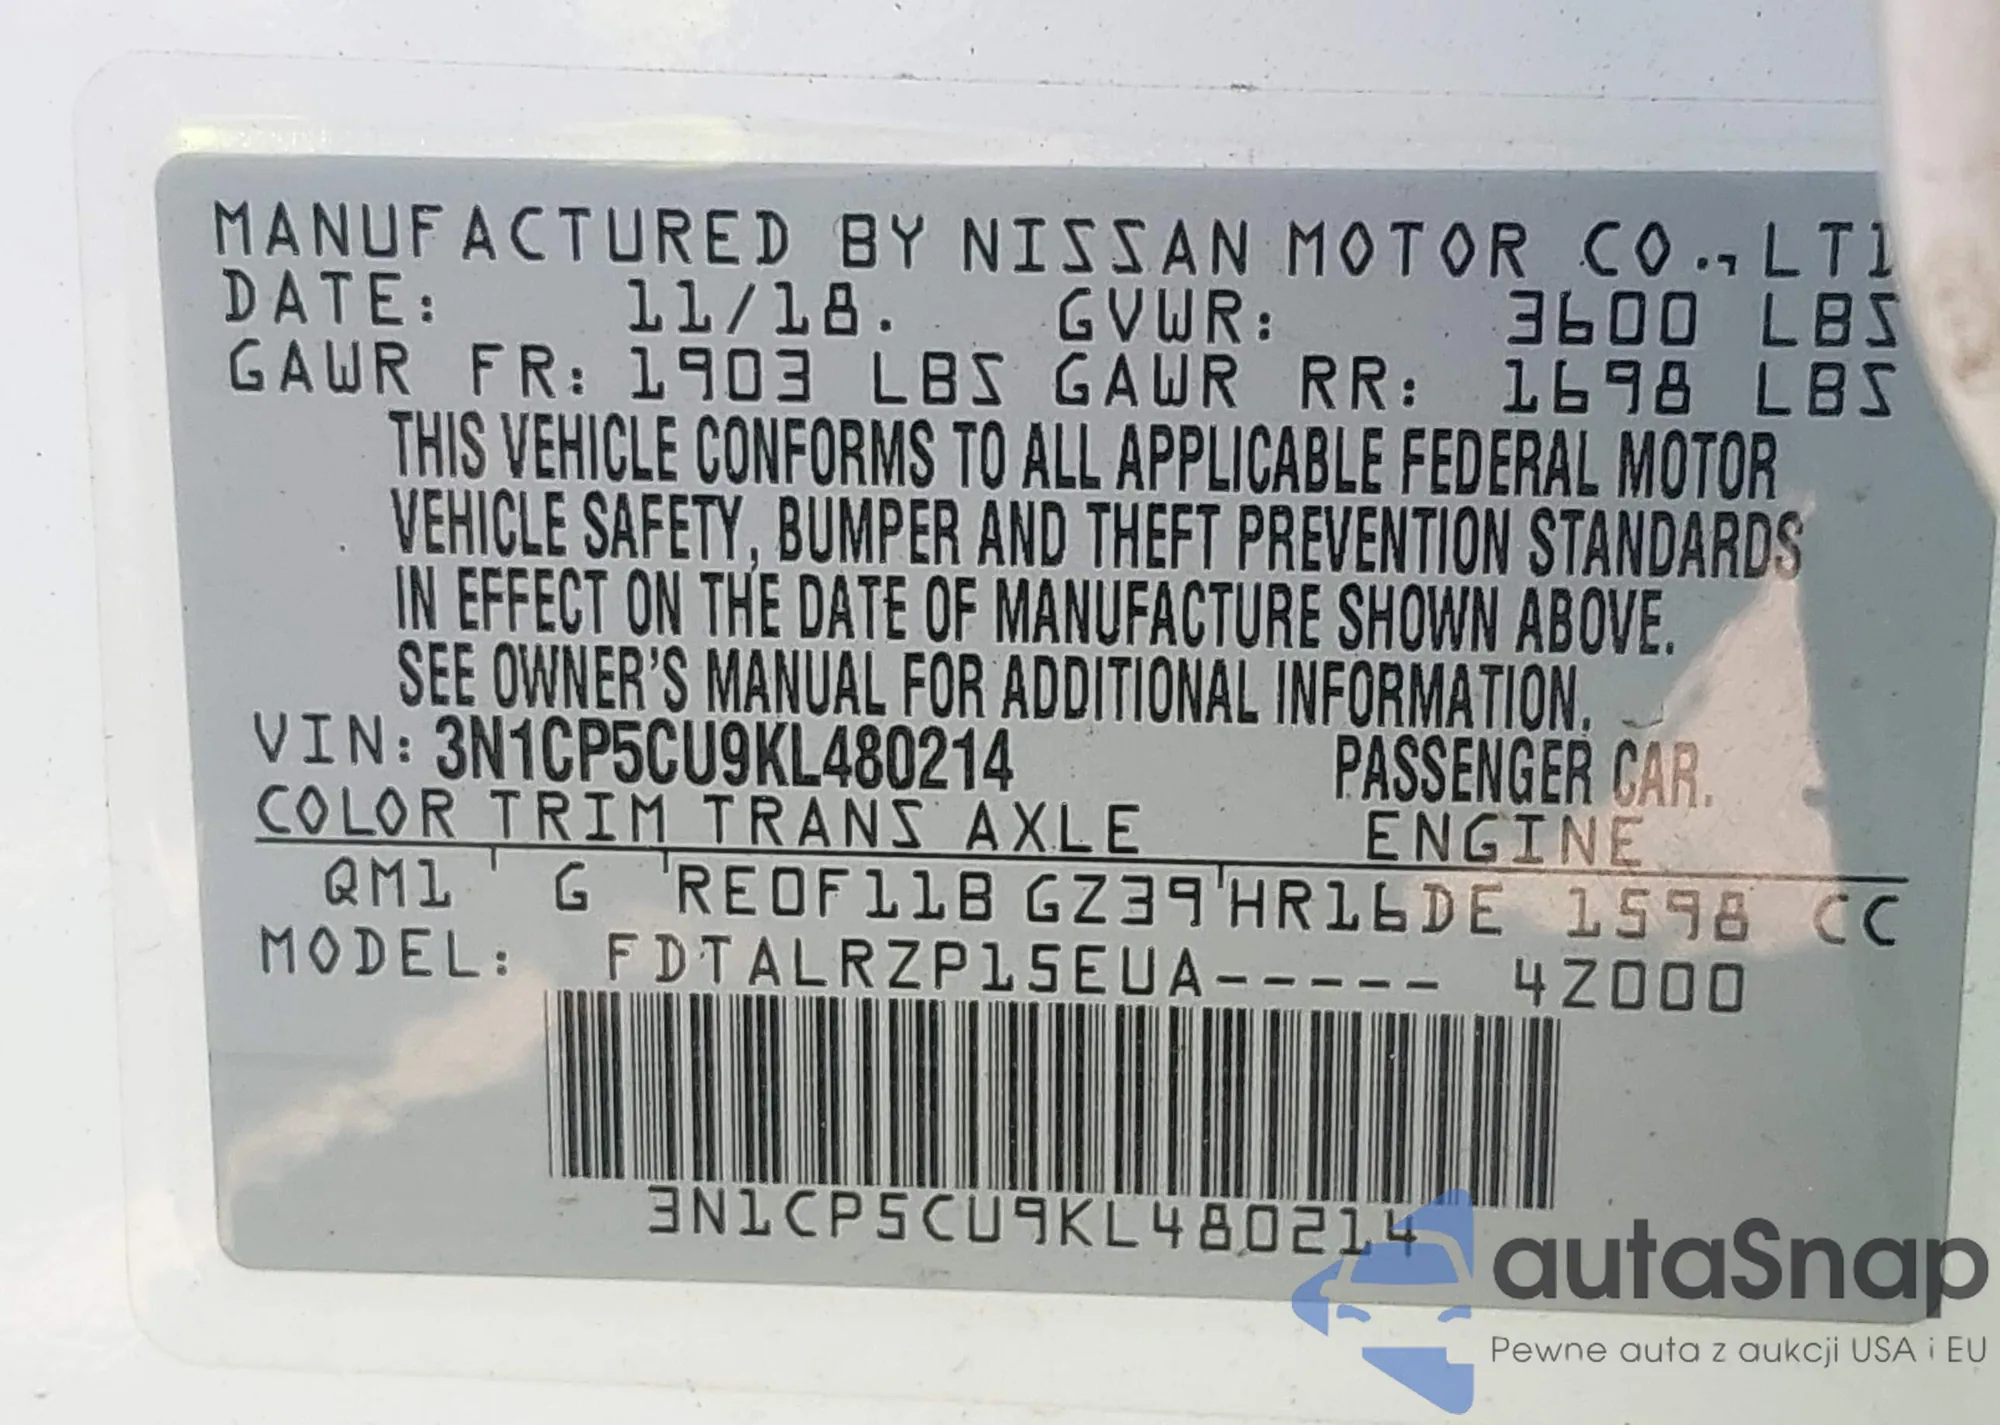 MANUFACTURED BY NISSAN MOTOR CO., LT
DATE: 11/18. GVWR: 3600 LBS
GAWR FR: 1903 LBS GAWR RR: 1698 LBS
THIS VEHICLE CONFORMS TO ALL APPLICABLE FEDERAL MOTOR
VEHICLE SAFETY, BUMPER AND THEFT PREVENTION STANDARDS
IN EFFECT ON THE DATE OF MANUFACTURE SHOWN ABOVE.
SEE OWNER'S MANUAL FOR ADDITIONAL INFORMATION.
VIN: 3N1CP5CU9KL480214 PASSENGER CAR.
COLOR TRIM TRANS AXLE ENGINE
QM1 G RE0F11B GZ39 HR16DE 1598 CC
MODEL: FDTALRZP15EUA----- 4Z000
3N1CP5CU9KL480214
autaSnap
Pewne auta z aukcji USA i EU